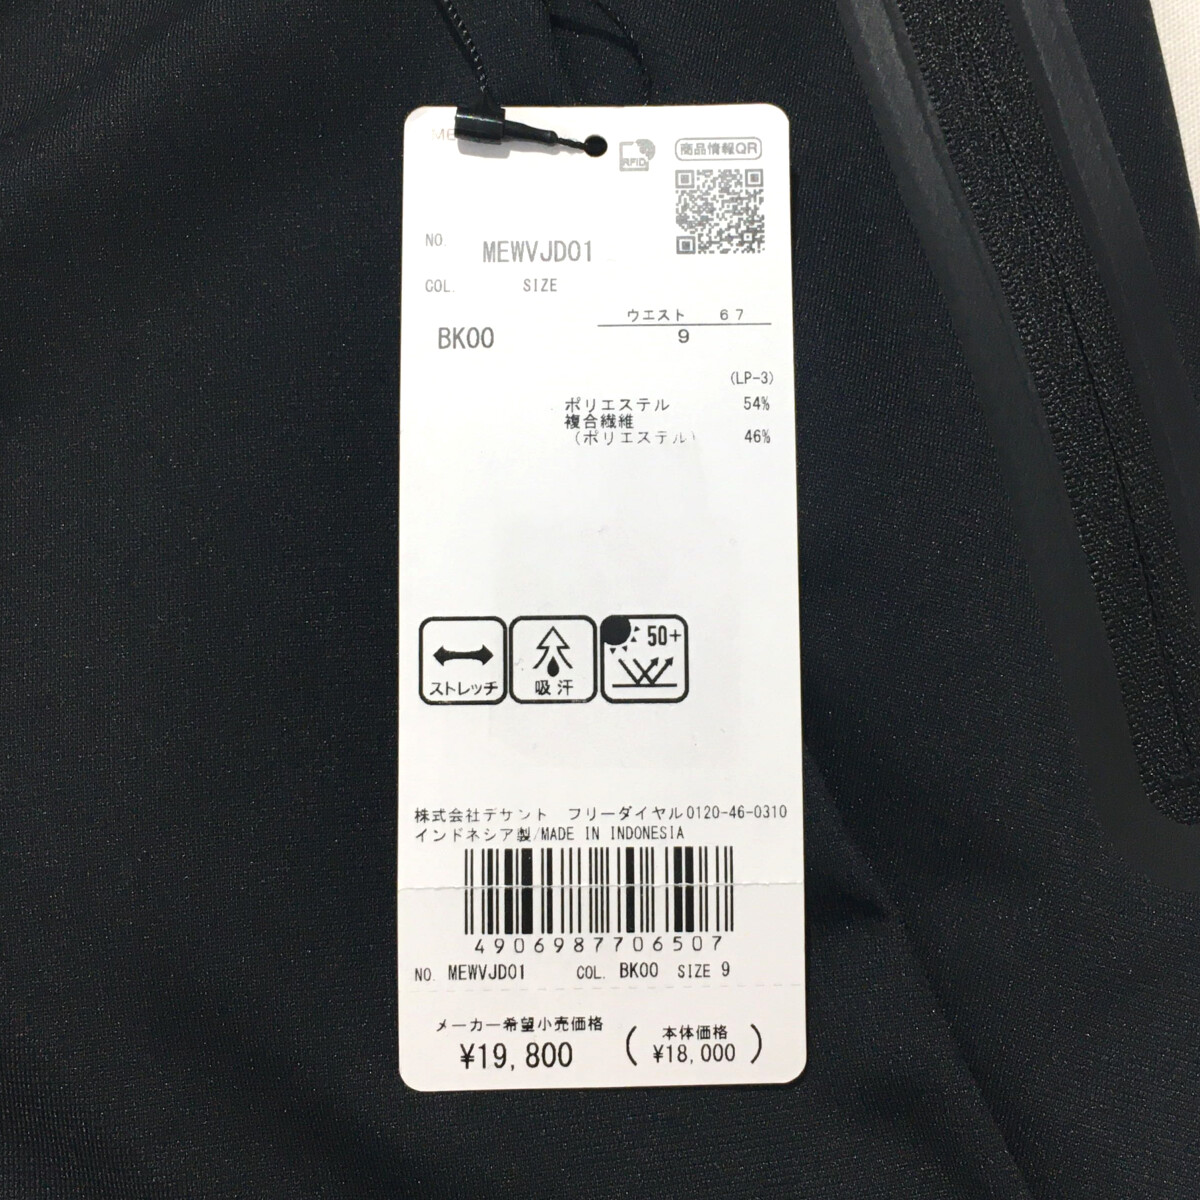 RFID
商品情報QR
NO. MEWVJD01
COL. SIZE
ウエスト 67
BK00 9
(LP-3)
ポリエステル 54%
複合繊維
(ポリエステル) 46%
50+
ストレッチ 吸汗
株式会社デサント フリーダイヤル0120-46-0310
インドネシア製/MADE IN INDONESIA
4906987706507
NO. MEWVJD01 COL. BK00 SIZE 9
メーカー希望小売価格
¥19,800
(本体価格
¥18,000)